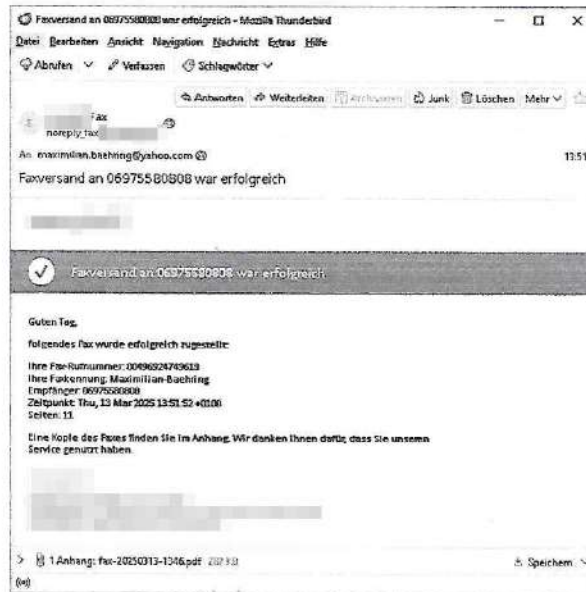 Faxversand an 06975580808 war erfolgreich – Mozilla Thunderbird
Datei Bearbeiten Ansicht Navigation Nachricht Extras Hilfe
Abrufen Verfassen Schlagwörter
Antworten Weiterleiten Archivieren Junk Löschen Mehr
Fax
noreply_fax
An maximilian.baehring@yahoo.com 13:51
Faxversand an 06975580808 war erfolgreich
Faxversand an 06975580808 war erfolgreich
Guten Tag,
folgendes Fax wurde erfolgreich zugestellt:
Ihre Fax-Rufnummer: 00496924749619
Ihre Faxkennung: Maximilian-Baehring
Empfänger: 06975580808
Zeitpunkt: Thu, 13 Mar 2025 13:51:52 +0100
Seiten: 11
Eine Kopie des Faxes finden Sie im Anhang. Wir danken Ihnen dafür, dass Sie unseren
Service genutzt haben.
1 Anhang: fax-20250313-1346.pdf Speichern